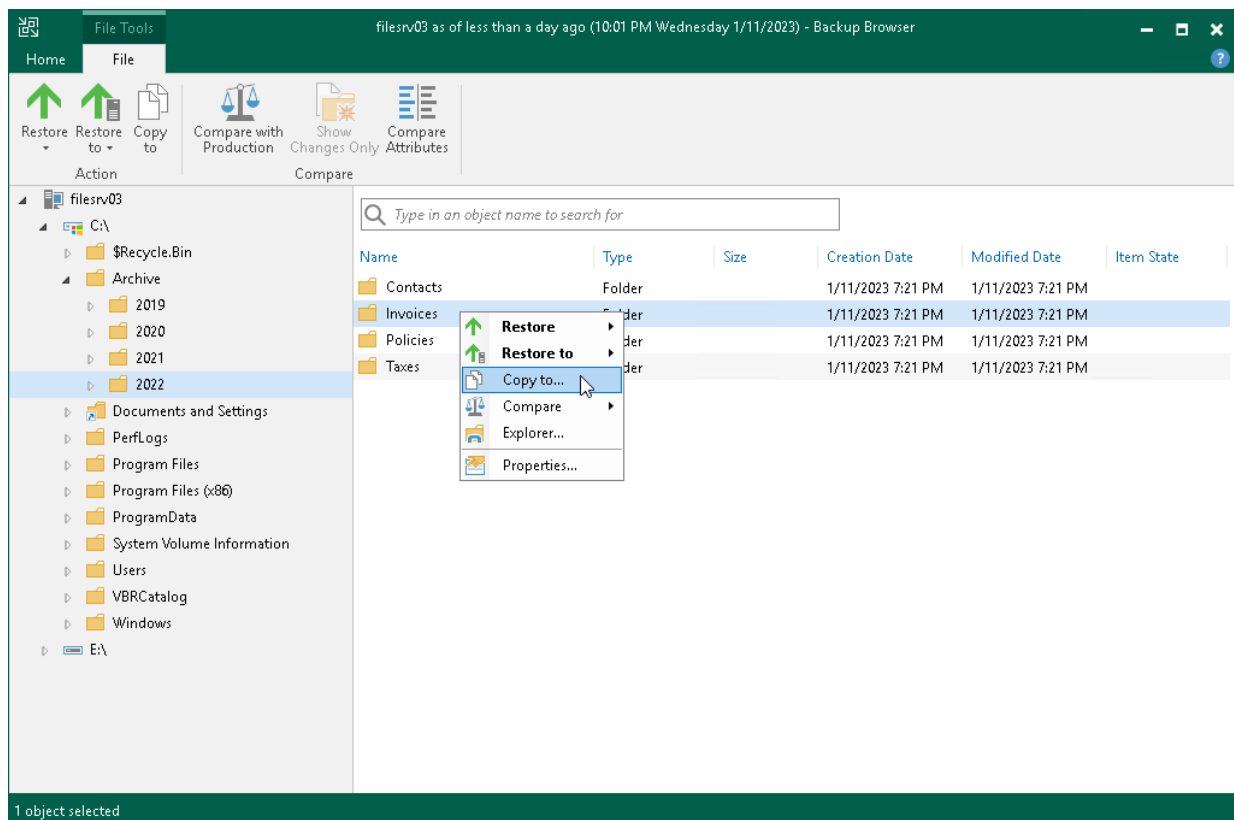 File Tools
filesrv03 as of less than a day ago (10:01 PM Wednesday 1/11/2023) - Backup Browser
Home File
?
Restore Restore to Copy to Compare with Production Show Changes Only Compare Attributes
Action Compare
filesrv03
C:\
$Recycle.Bin
Archive
2019
2020
2021
2022
Documents and Settings
PerfLogs
Program Files
Program Files (x86)
ProgramData
System Volume Information
Users
VBRCatalog
Windows
E:\
Type in an object name to search for
Name Type Size Creation Date Modified Date Item State
Contacts Folder 1/11/2023 7:21 PM 1/11/2023 7:21 PM
Invoices 1/11/2023 7:21 PM 1/11/2023 7:21 PM
Policies 1/11/2023 7:21 PM 1/11/2023 7:21 PM
Taxes 1/11/2023 7:21 PM 1/11/2023 7:21 PM
Restore
Restore to
Copy to...
Compare
Explorer...
Properties...
1 object selected